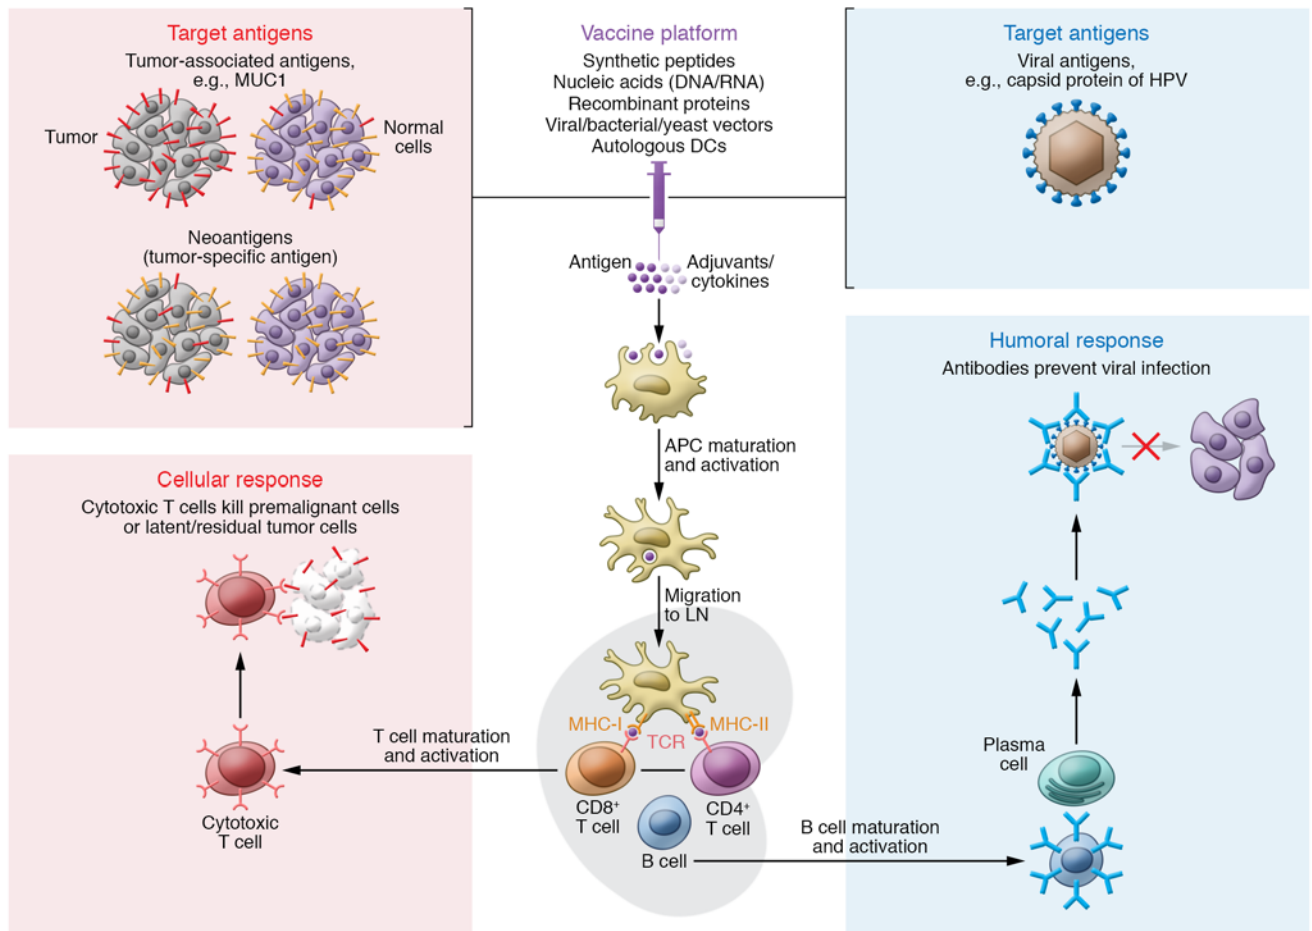 Target antigens
Tumor-associated antigens,
e.g., MUC1
Tumor
Normal
cells
Neoantigens
(tumor-specific antigen)
Vaccine platform
Synthetic peptides
Nucleic acids (DNA/RNA)
Recombinant proteins
Viral/bacterial/yeast vectors
Autologous DCs
Antigen
Adjuvants/
cytokines
APC maturation
and activation
Migration
to LN
MHC-I
MHC-II
TCR
CD8+
T cell
CD4+
T cell
B cell
Target antigens
Viral antigens,
e.g., capsid protein of HPV
Cellular response
Cytotoxic T cells kill premalignant cells
or latent/residual tumor cells
T cell maturation
and activation
Cytotoxic
T cell
Humoral response
Antibodies prevent viral infection
Plasma
cell
B cell maturation
and activation